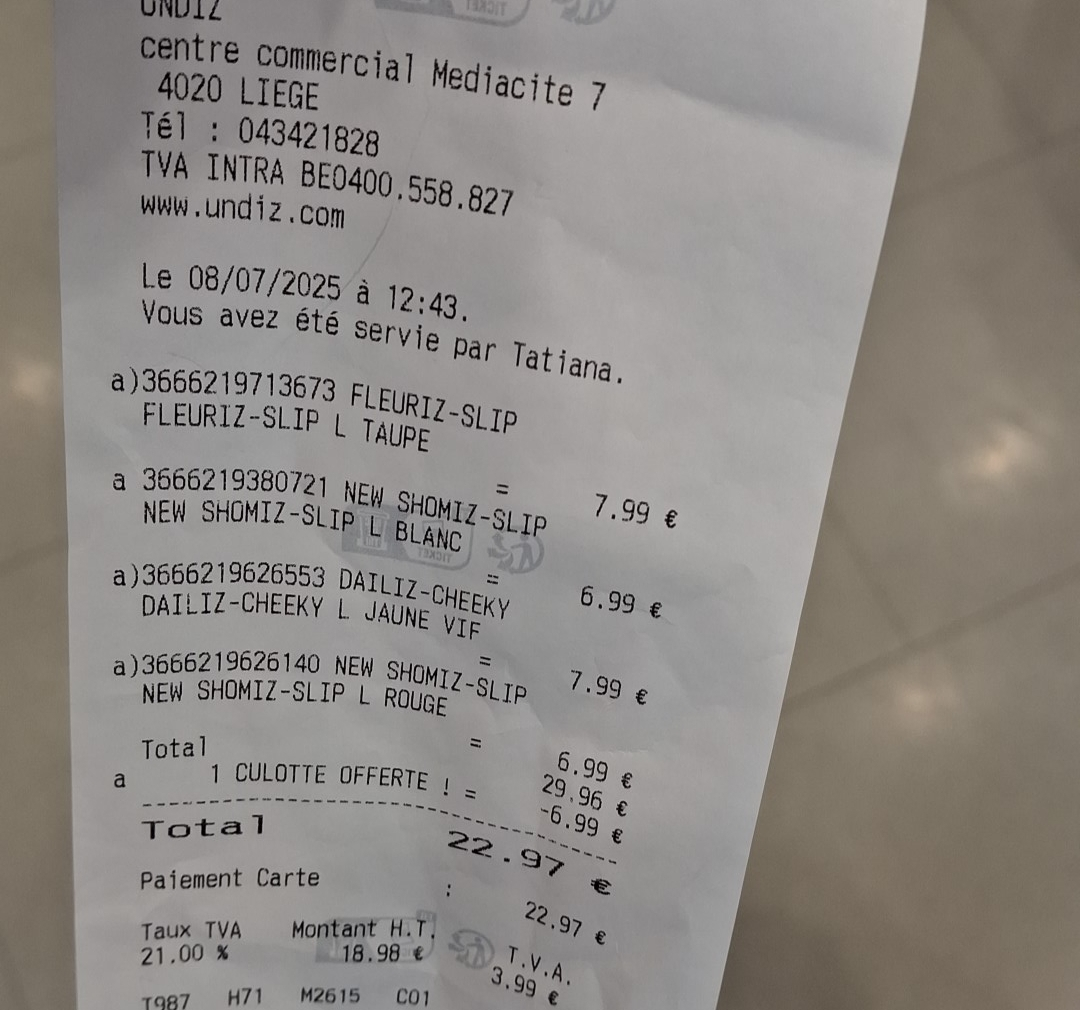 UNDIZ
centre commercial Mediacite 7
4020 LIEGE
Tél : 043421828
TVA INTRA BE0400.558.827
www.undiz.com
Le 08/07/2025 à 12:43.
Vous avez été servie par Tatiana.
a)3666219713673 FLEURIZ-SLIP
FLEURIZ-SLIP L TAUPE
= 7.99 €
a 3666219380721 NEW SHOMIZ-SLIP
NEW SHOMIZ-SLIP L BLANC
= 6.99 €
a)3666219626553 DAILIZ-CHEEKY
DAILIZ-CHEEKY L JAUNE VIF
= 7.99 €
a)3666219626140 NEW SHOMIZ-SLIP
NEW SHOMIZ-SLIP L ROUGE
= 6.99 €
Total 29.96 €
a 1 CULOTTE OFFERTE ! = -6.99 €
Total 22.97 €
Paiement Carte : 22.97 €
Taux TVA Montant H.T. T.V.A.
21.00 % 18.98 € 3.99 €
T987 H71 M2615 C01